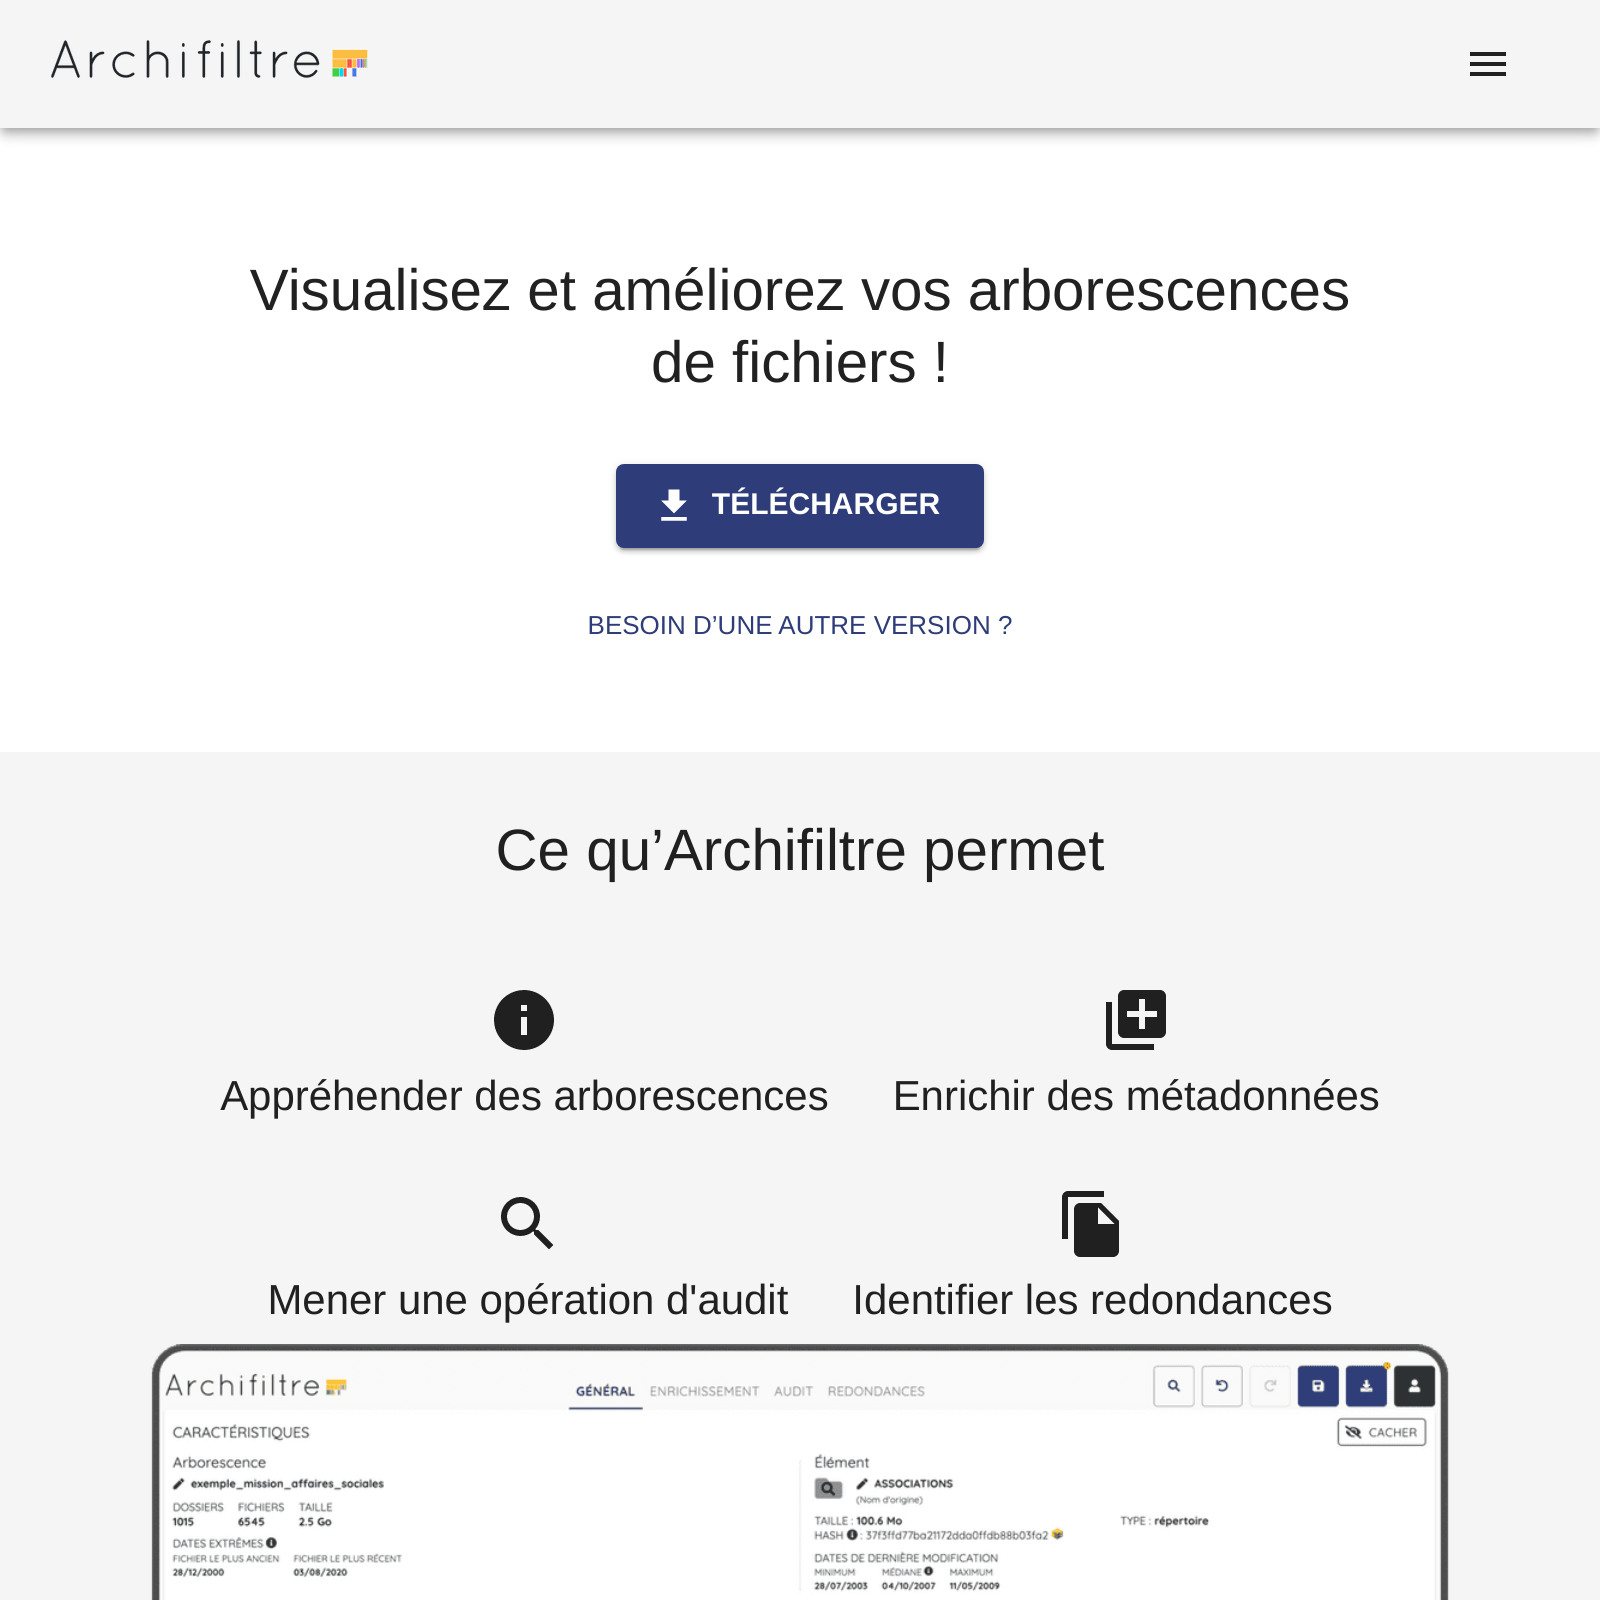 Archifiltre
Visualisez et améliorez vos arborescences
de fichiers !
TÉLÉCHARGER
BESOIN D’UNE AUTRE VERSION ?
Ce qu’Archifiltre permet
Appréhender des arborescences
Enrichir des métadonnées
Mener une opération d'audit
Identifier les redondances
Archifiltre
GÉNÉRAL ENRICHISSEMENT AUDIT REDONDANCES
CARACTÉRISTIQUES
CACHER
Arborescence
exemple_mission_affaires_sociales
DOSSIERS FICHIERS TAILLE
1015 6545 2.5 Go
DATES EXTRÊMES
FICHIER LE PLUS ANCIEN FICHIER LE PLUS RÉCENT
28/12/2000 03/08/2020
Élément
ASSOCIATIONS
(Nom d'origine)
TAILLE : 100.6 Mo TYPE : répertoire
HASH : 37f3ffd77ba21172dda0ffdb88b03fa2
DATES DE DERNIÈRE MODIFICATION
MINIMUM MÉDIANE MAXIMUM
28/07/2003 04/10/2007 11/05/2009